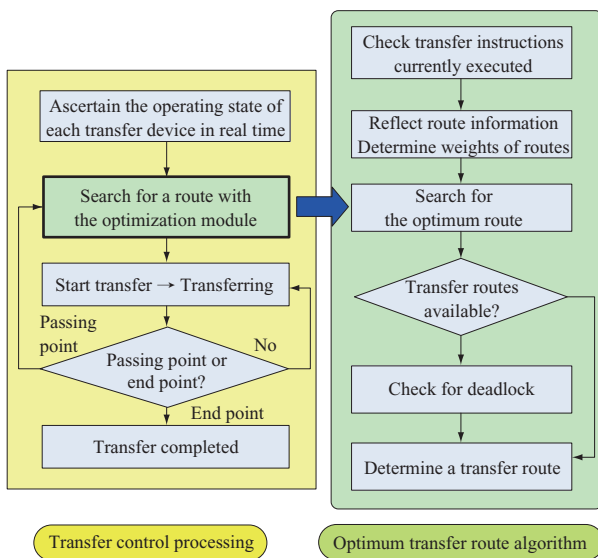 Ascertain the operating state of
each transfer device in real time
Search for a route with
the optimization module
Start transfer → Transferring
Passing
point
No
Passing point or
end point?
End point
Transfer completed
Transfer control processing
Check transfer instructions
currently executed
Reflect route information
Determine weights of routes
Search for
the optimum route
Transfer routes
available?
Check for deadlock
Determine a transfer route
Optimum transfer route algorithm